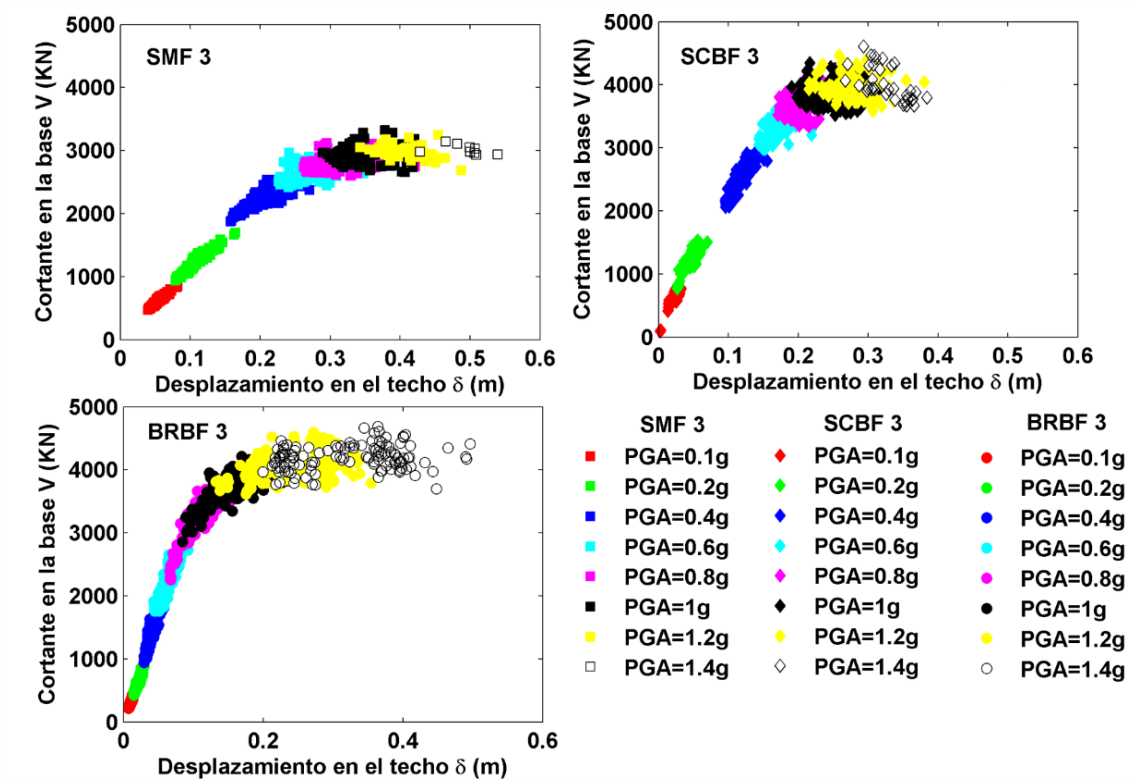 SMF 3
Cortante en la base V (KN)
5000
4000
3000
2000
1000
0
0 0.1 0.2 0.3 0.4 0.5 0.6
Desplazamiento en el techo δ (m)
SCBF 3
Cortante en la base V (KN)
5000
4000
3000
2000
1000
0
0 0.1 0.2 0.3 0.4 0.5 0.6
Desplazamiento en el techo δ (m)
BRBF 3
Cortante en la base V (KN)
5000
4000
3000
2000
1000
0
0 0.2 0.4 0.6
Desplazamiento en el techo δ (m)
SMF 3 SCBF 3 BRBF 3
PGA=0.1g PGA=0.1g PGA=0.1g
PGA=0.2g PGA=0.2g PGA=0.2g
PGA=0.4g PGA=0.4g PGA=0.4g
PGA=0.6g PGA=0.6g PGA=0.6g
PGA=0.8g PGA=0.8g PGA=0.8g
PGA=1g PGA=1g PGA=1g
PGA=1.2g PGA=1.2g PGA=1.2g
PGA=1.4g PGA=1.4g PGA=1.4g